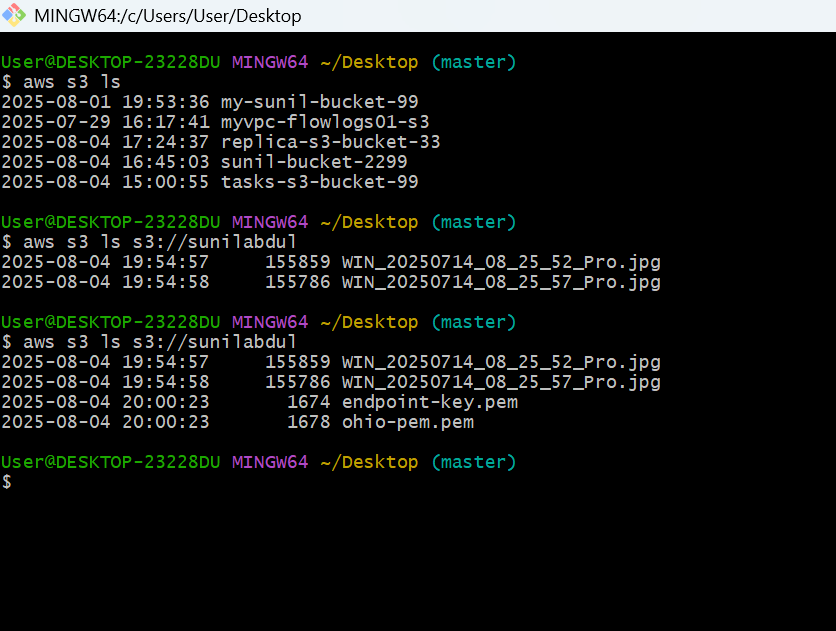 MINGW64:/c/Users/User/Desktop
User@DESKTOP-23228DU MINGW64 ~/Desktop (master)
$ aws s3 ls
2025-08-01 19:53:36 my-sunil-bucket-99
2025-07-29 16:17:41 myvpc-flowlogs01-s3
2025-08-04 17:24:37 replica-s3-bucket-33
2025-08-04 16:45:03 sunil-bucket-2299
2025-08-04 15:00:55 tasks-s3-bucket-99
User@DESKTOP-23228DU MINGW64 ~/Desktop (master)
$ aws s3 ls s3://sunilabdul
2025-08-04 19:54:57     155859 WIN_20250714_08_25_52_Pro.jpg
2025-08-04 19:54:58     155786 WIN_20250714_08_25_57_Pro.jpg
User@DESKTOP-23228DU MINGW64 ~/Desktop (master)
$ aws s3 ls s3://sunilabdul
2025-08-04 19:54:57     155859 WIN_20250714_08_25_52_Pro.jpg
2025-08-04 19:54:58     155786 WIN_20250714_08_25_57_Pro.jpg
2025-08-04 20:00:23       1674 endpoint-key.pem
2025-08-04 20:00:23       1678 ohio-pem.pem
User@DESKTOP-23228DU MINGW64 ~/Desktop (master)
$